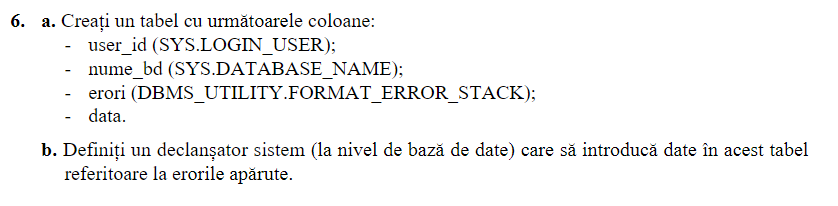 6. a. Creați un tabel cu următoarele coloane:
- user_id (SYS.LOGIN_USER);
- nume_bd (SYS.DATABASE_NAME);
- erori (DBMS_UTILITY.FORMAT_ERROR_STACK);
- data.
b. Definiți un declanșator sistem (la nivel de bază de date) care să introducă date în acest tabel
referitoare la erorile apărute.